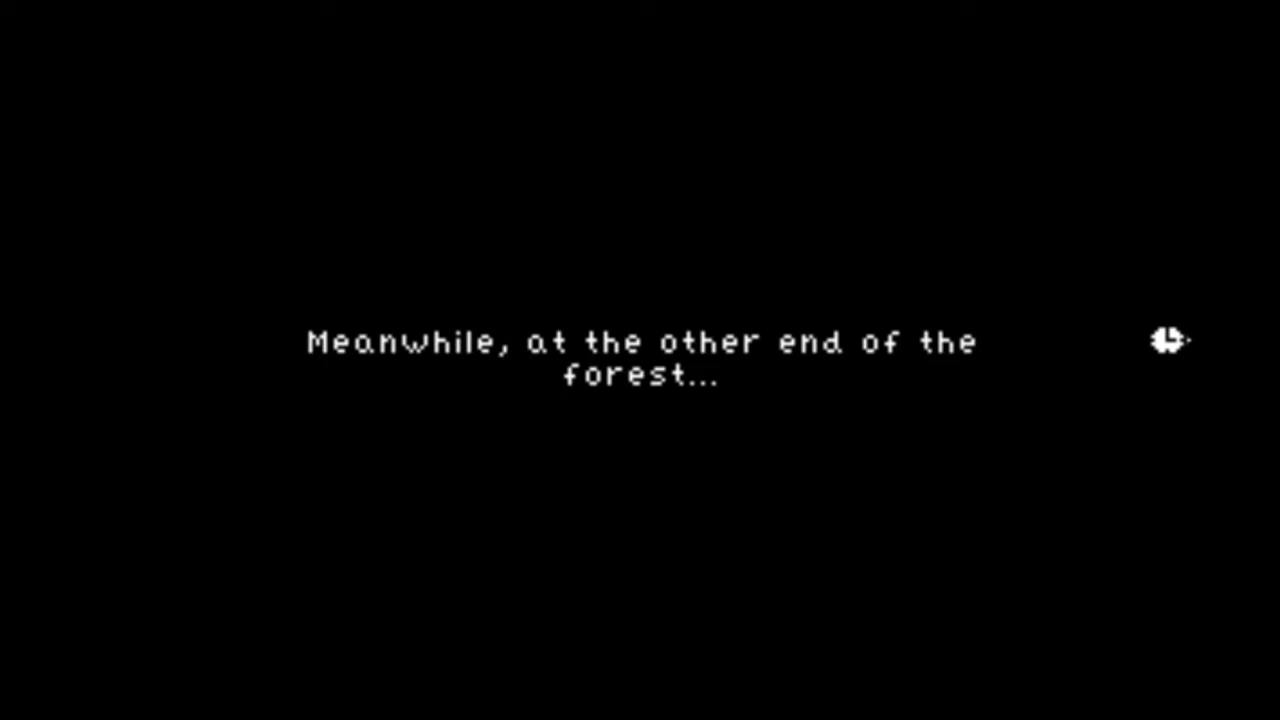 Meanwhile, at the other end of the
forest...